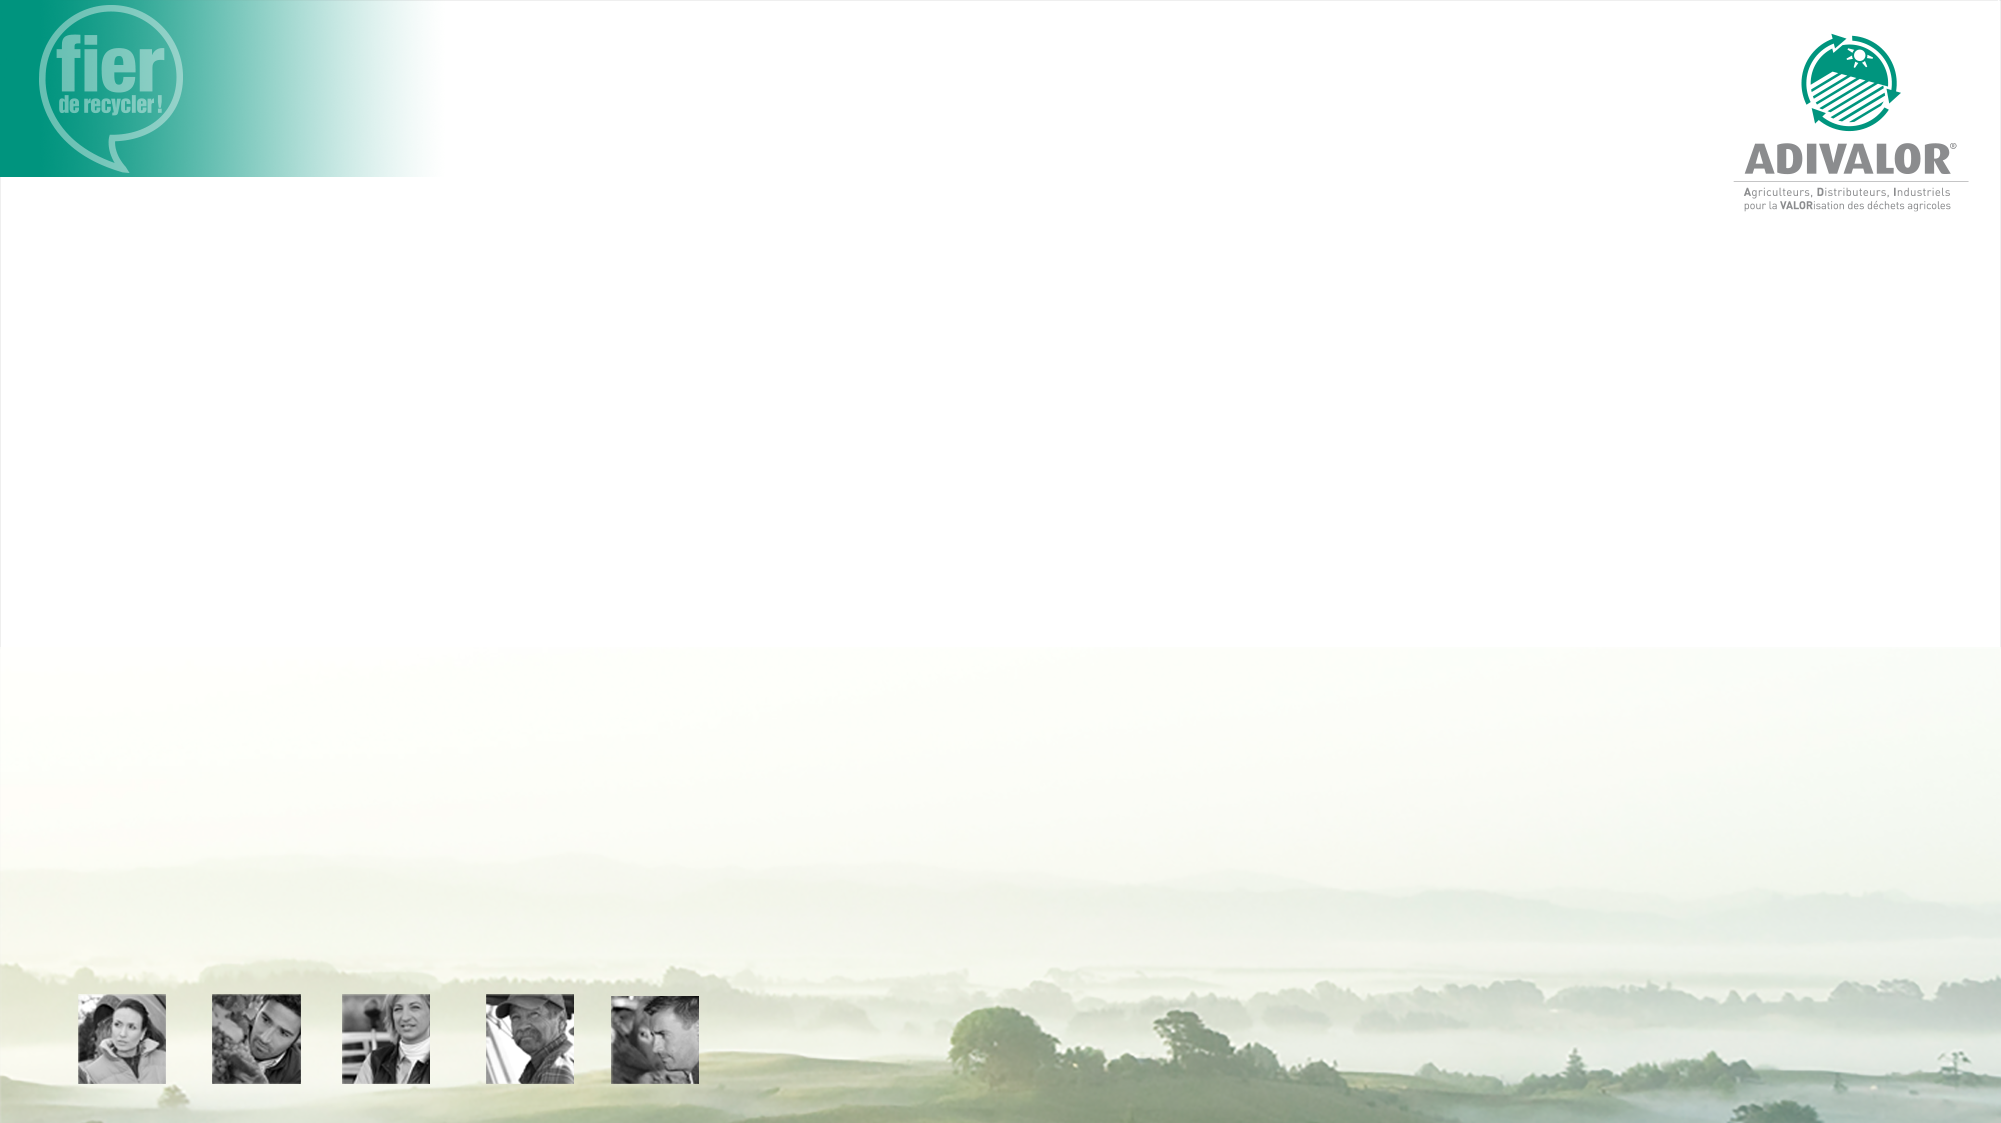 fier
de recycler !
ADIVALOR®
Agriculteurs, Distributeurs, Industriels
pour la VALORisation des déchets agricoles